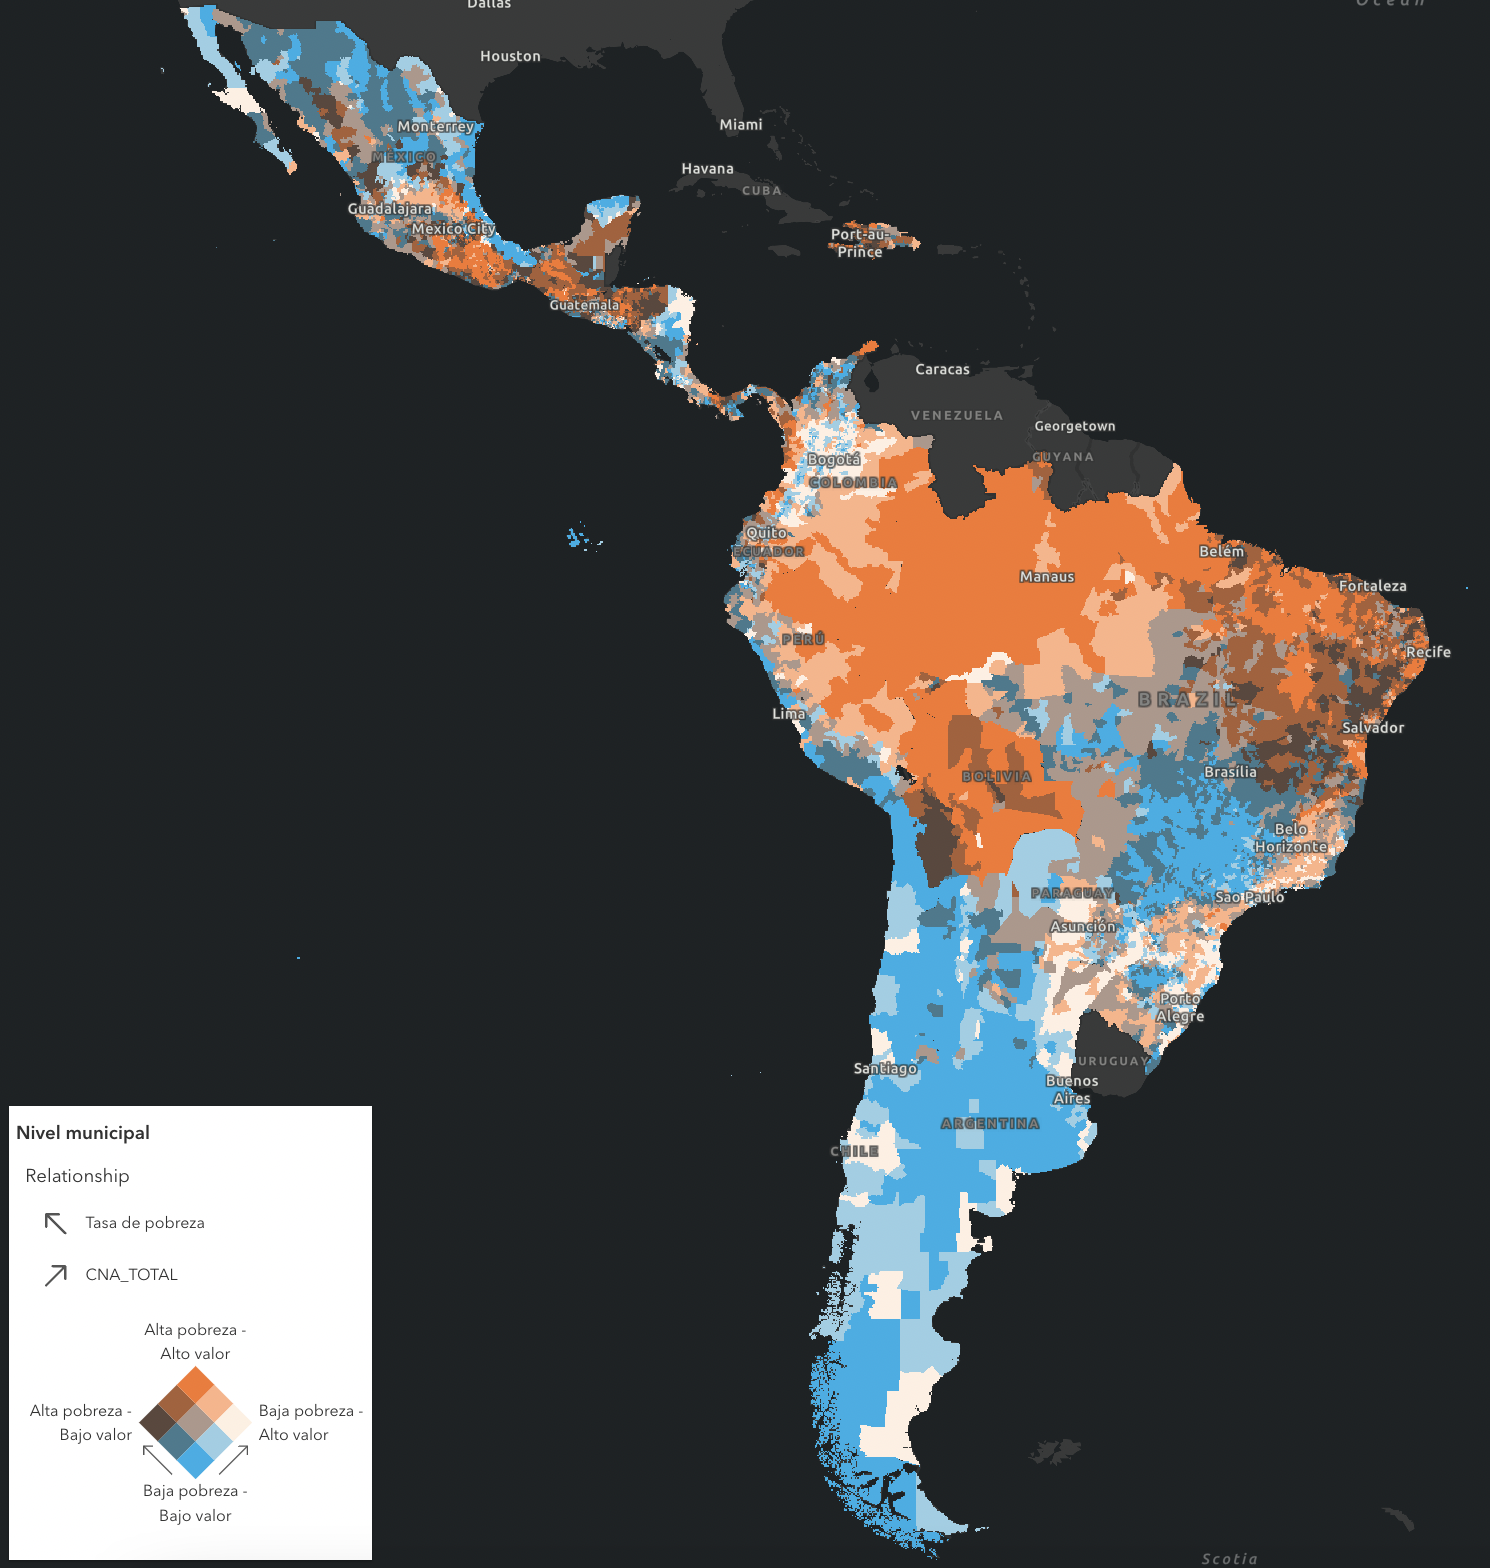 Ocean
Dallas
Houston
Miami
Monterrey
MÉXICO
Havana
CUBA
Guadalajara
Mexico City
Port-au-
Prince
Guatemala
Caracas
VENEZUELA
Georgetown
GUYANA
Bogotá
COLOMBIA
Quito
ECUADOR
Belém
Manaus
Fortaleza
PERÚ
Recife
BRAZIL
Lima
Salvador
Brasília
BOLIVIA
Belo
Horizonte
PARAGUAY
Sao Paulo
Asunción
Porto
Alegre
Santiago
URUGUAY
Buenos
Aires
ARGENTINA
CHILE
Nivel municipal
Relationship
Tasa de pobreza
CNA_TOTAL
Alta pobreza -
Alto valor
Alta pobreza -
Bajo valor
Baja pobreza -
Alto valor
Baja pobreza -
Bajo valor
Scotia